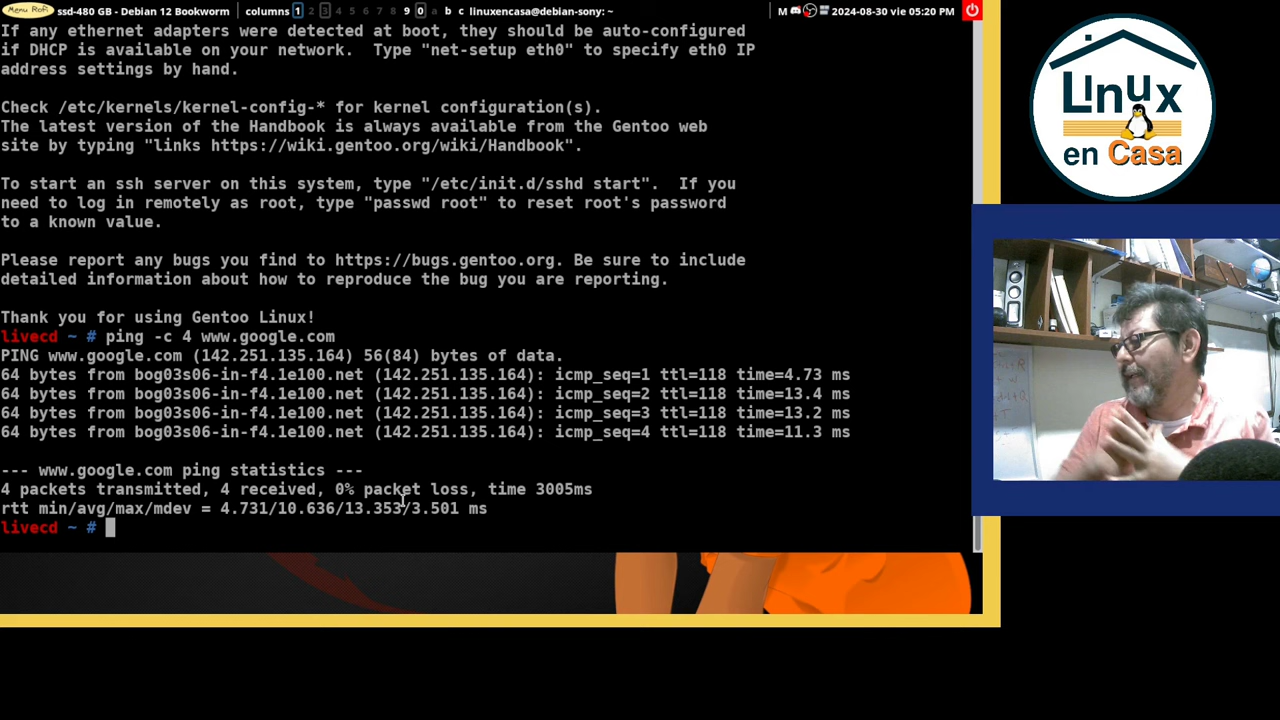 Menu Rofi ssd-480 GB - Debian 12 Bookworm columns 1 2 3 4 5 6 7 8 9 0 a b c linuxencasa@debian-sony: ~ M 2024-08-30 vie 05:20 PM
If any ethernet adapters were detected at boot, they should be auto-configured
if DHCP is available on your network.  Type "net-setup eth0" to specify eth0 IP
address settings by hand.
Check /etc/kernels/kernel-config-* for kernel configuration(s).
The latest version of the Handbook is always available from the Gentoo web
site by typing "links https://wiki.gentoo.org/wiki/Handbook".
To start an ssh server on this system, type "/etc/init.d/sshd start".  If you
need to log in remotely as root, type "passwd root" to reset root's password
to a known value.
Please report any bugs you find to https://bugs.gentoo.org. Be sure to include
detailed information about how to reproduce the bug you are reporting.
Thank you for using Gentoo Linux!
livecd ~ # ping -c 4 www.google.com
PING www.google.com (142.251.135.164) 56(84) bytes of data.
64 bytes from bog03s06-in-f4.1e100.net (142.251.135.164): icmp_seq=1 ttl=118 time=4.73 ms
64 bytes from bog03s06-in-f4.1e100.net (142.251.135.164): icmp_seq=2 ttl=118 time=13.4 ms
64 bytes from bog03s06-in-f4.1e100.net (142.251.135.164): icmp_seq=3 ttl=118 time=13.2 ms
64 bytes from bog03s06-in-f4.1e100.net (142.251.135.164): icmp_seq=4 ttl=118 time=11.3 ms
--- www.google.com ping statistics ---
4 packets transmitted, 4 received, 0% packet loss, time 3005ms
rtt min/avg/max/mdev = 4.731/10.636/13.353/3.501 ms
livecd ~ #
Linux
en Casa